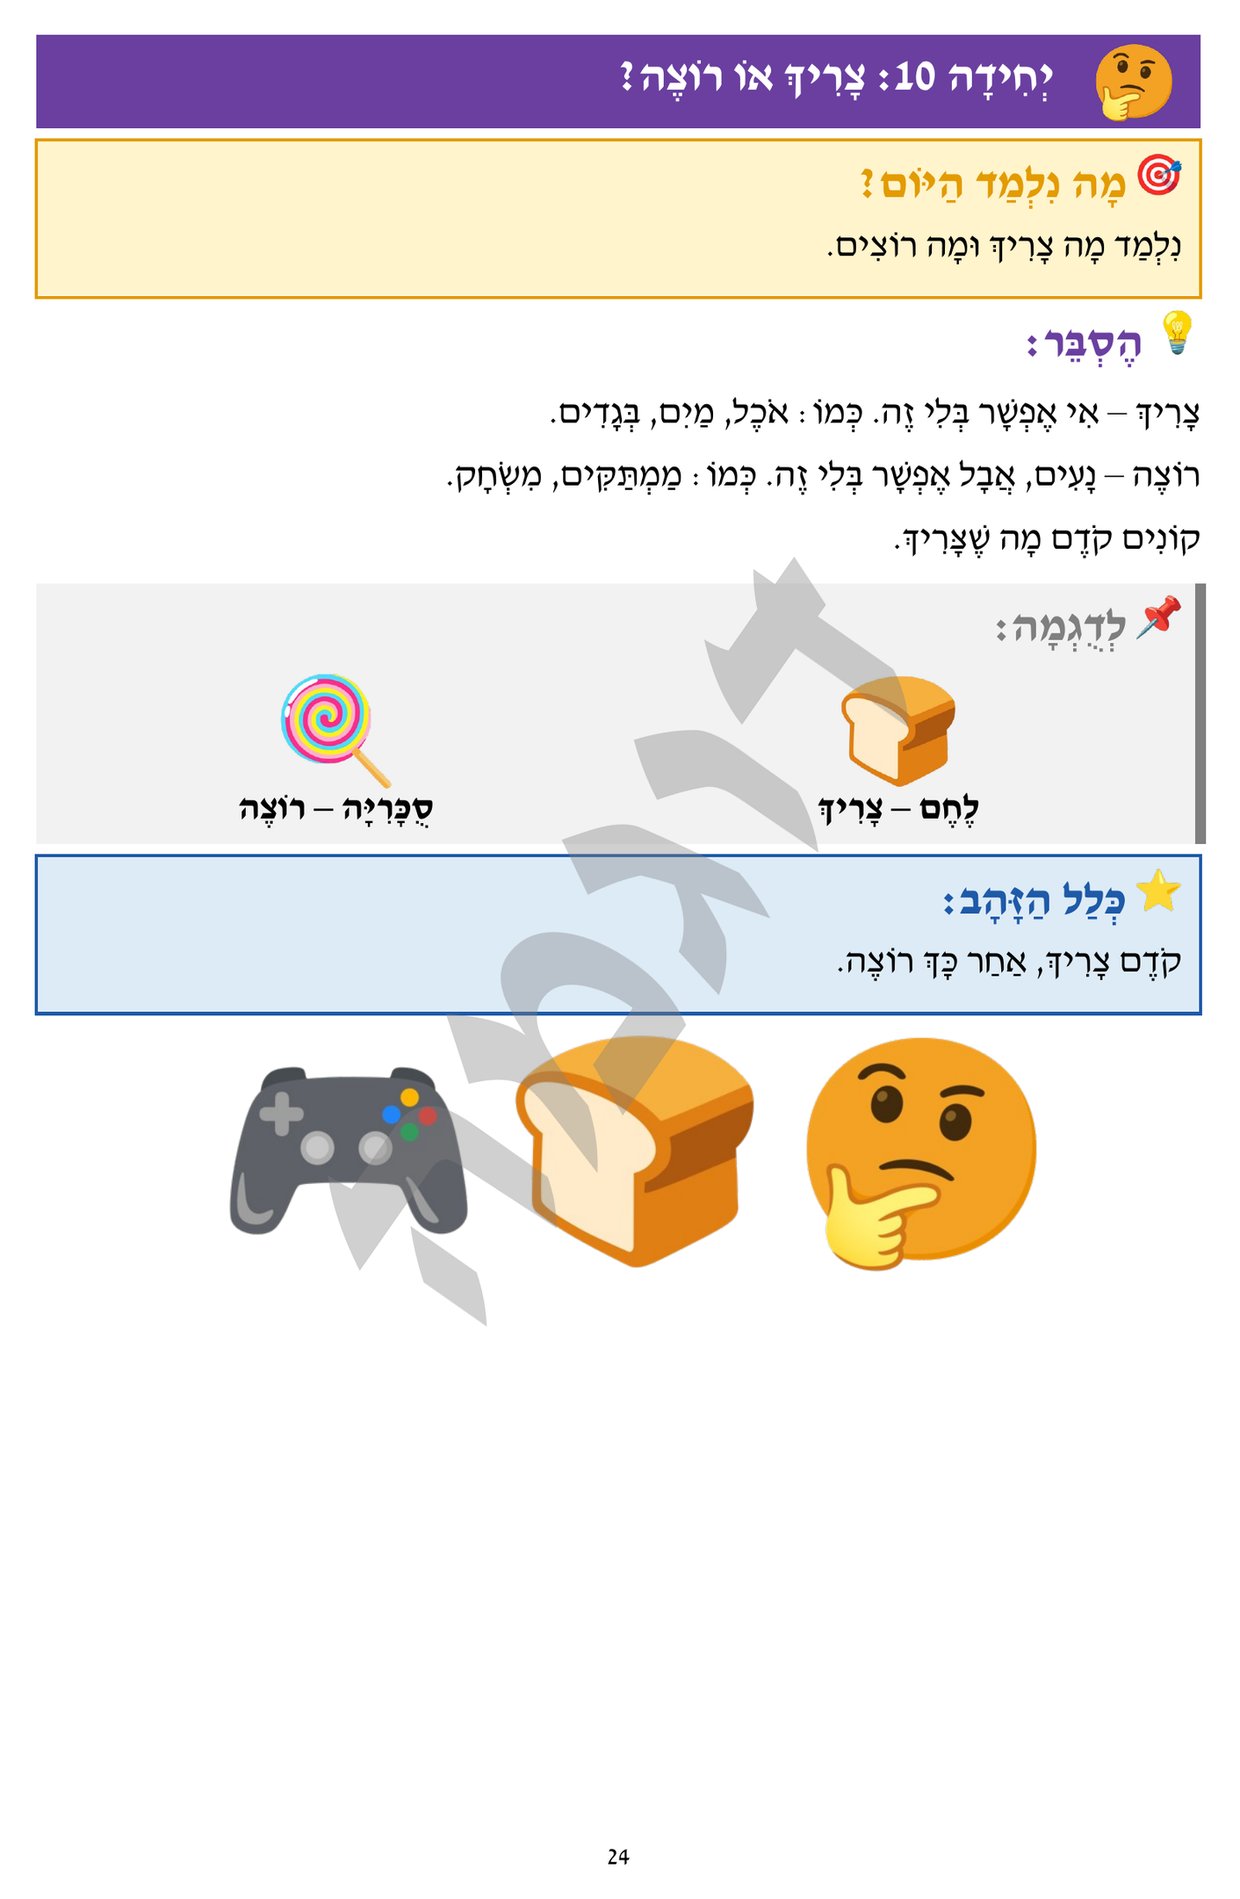 יְחִידָה 10: צָרִיךְ אוֹ רוֹצֶה?
מָה נִלְמַד הַיּוֹם?
נִלְמַד מָה צָרִיךְ וּמָה רוֹצִים.
הֶסְבֵּר:
צָרִיךְ – אִי אֶפְשָׁר בְּלִי זֶה. כְּמוֹ: אֹכֶל, מַיִם, בְּגָדִים.
רוֹצֶה – נָעִים, אֲבָל אֶפְשָׁר בְּלִי זֶה. כְּמוֹ: מַמְתַּקִּים, מִשְׂחָק.
קוֹנִים קֹדֶם מָה שֶׁצָּרִיךְ.
לְדֻגְמָה:
לֶחֶם – צָרִיךְ
סֻכָּרִיָּה – רוֹצֶה
כְּלַל הַזָּהָב:
קֹדֶם צָרִיךְ, אַחַר כָּךְ רוֹצֶה.
24